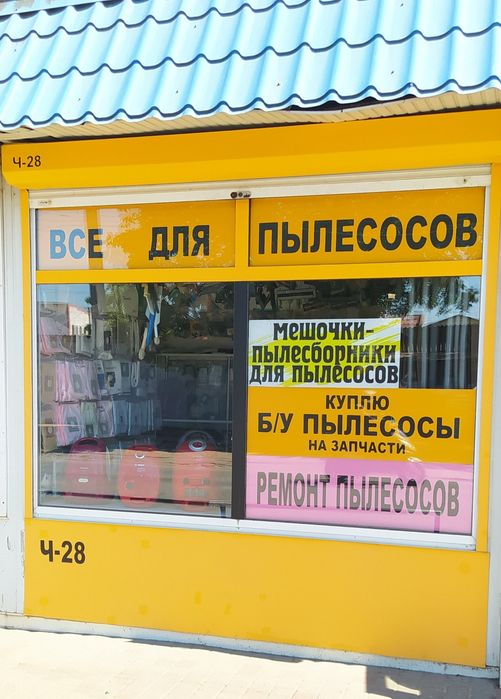 Ч-28
ВСЕ ДЛЯ ПЫЛЕСОСОВ
МЕШОЧКИ-
ПЫЛЕСБОРНИКИ
ДЛЯ ПЫЛЕСОСОВ
КУПЛЮ
Б/У ПЫЛЕСОСЫ
НА ЗАПЧАСТИ
РЕМОНТ ПЫЛЕСОСОВ
Ч-28